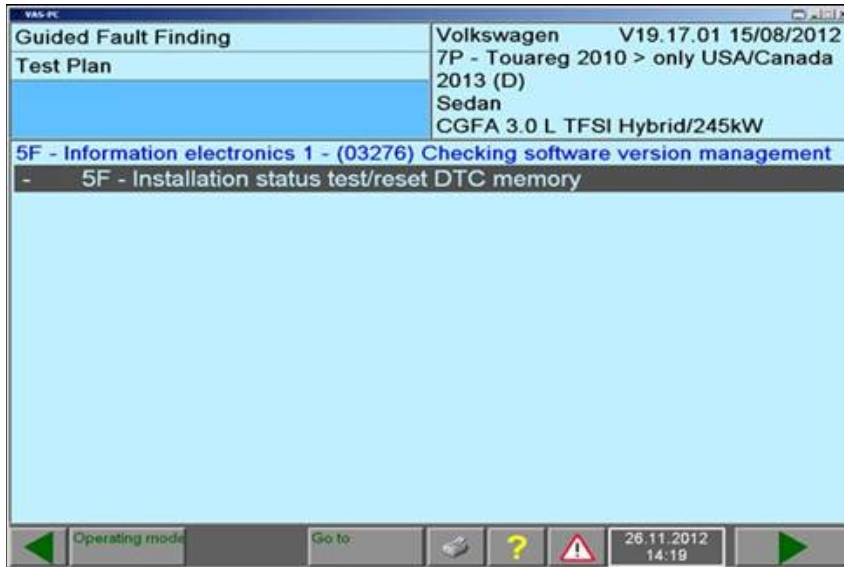 VAS-PC
Guided Fault Finding
Test Plan
Volkswagen V19.17.01 15/08/2012
7P - Touareg 2010 > only USA/Canada
2013 (D)
Sedan
CGFA 3.0 L TFSI Hybrid/245kW
5F - Information electronics 1 - (03276) Checking software version management
- 5F - Installation status test/reset DTC memory
Operating mode
Go to
?
26.11.2012
14:19